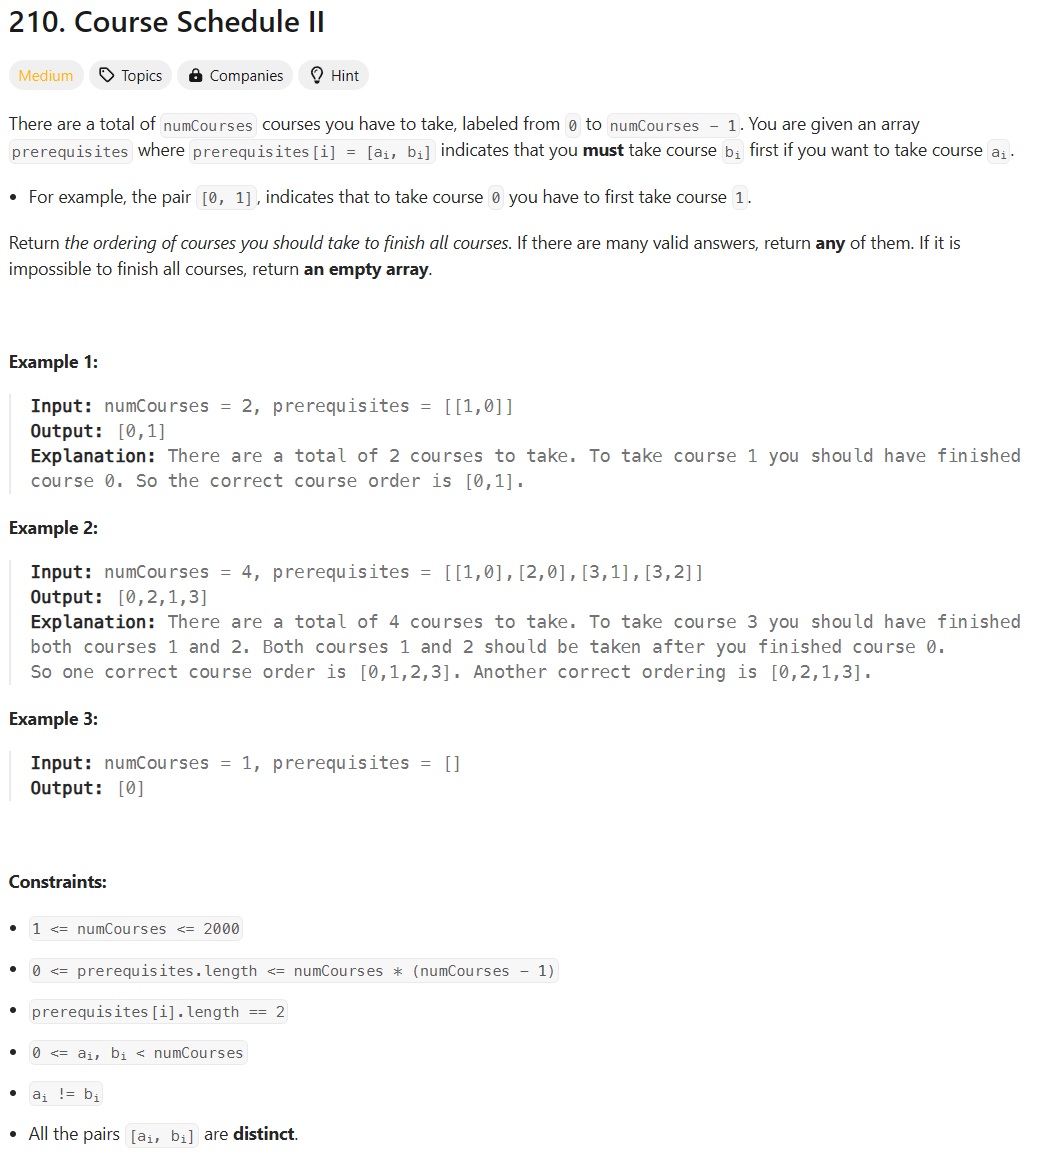 210. Course Schedule II
Medium Topics Companies Hint
There are a total of numCourses courses you have to take, labeled from 0 to numCourses - 1. You are given an array
prerequisites where prerequisites[i] = [aᵢ, bᵢ] indicates that you must take course bᵢ first if you want to take course aᵢ.
• For example, the pair [0, 1], indicates that to take course 0 you have to first take course 1.
Return the ordering of courses you should take to finish all courses. If there are many valid answers, return any of them. If it is
impossible to finish all courses, return an empty array.
Example 1:
Input: numCourses = 2, prerequisites = [[1,0]]
Output: [0,1]
Explanation: There are a total of 2 courses to take. To take course 1 you should have finished
course 0. So the correct course order is [0,1].
Example 2:
Input: numCourses = 4, prerequisites = [[1,0],[2,0],[3,1],[3,2]]
Output: [0,2,1,3]
Explanation: There are a total of 4 courses to take. To take course 3 you should have finished
both courses 1 and 2. Both courses 1 and 2 should be taken after you finished course 0.
So one correct course order is [0,1,2,3]. Another correct ordering is [0,2,1,3].
Example 3:
Input: numCourses = 1, prerequisites = []
Output: [0]
Constraints:
• 1 <= numCourses <= 2000
• 0 <= prerequisites.length <= numCourses * (numCourses - 1)
• prerequisites[i].length == 2
• 0 <= aᵢ, bᵢ < numCourses
• aᵢ != bᵢ
• All the pairs [aᵢ, bᵢ] are distinct.